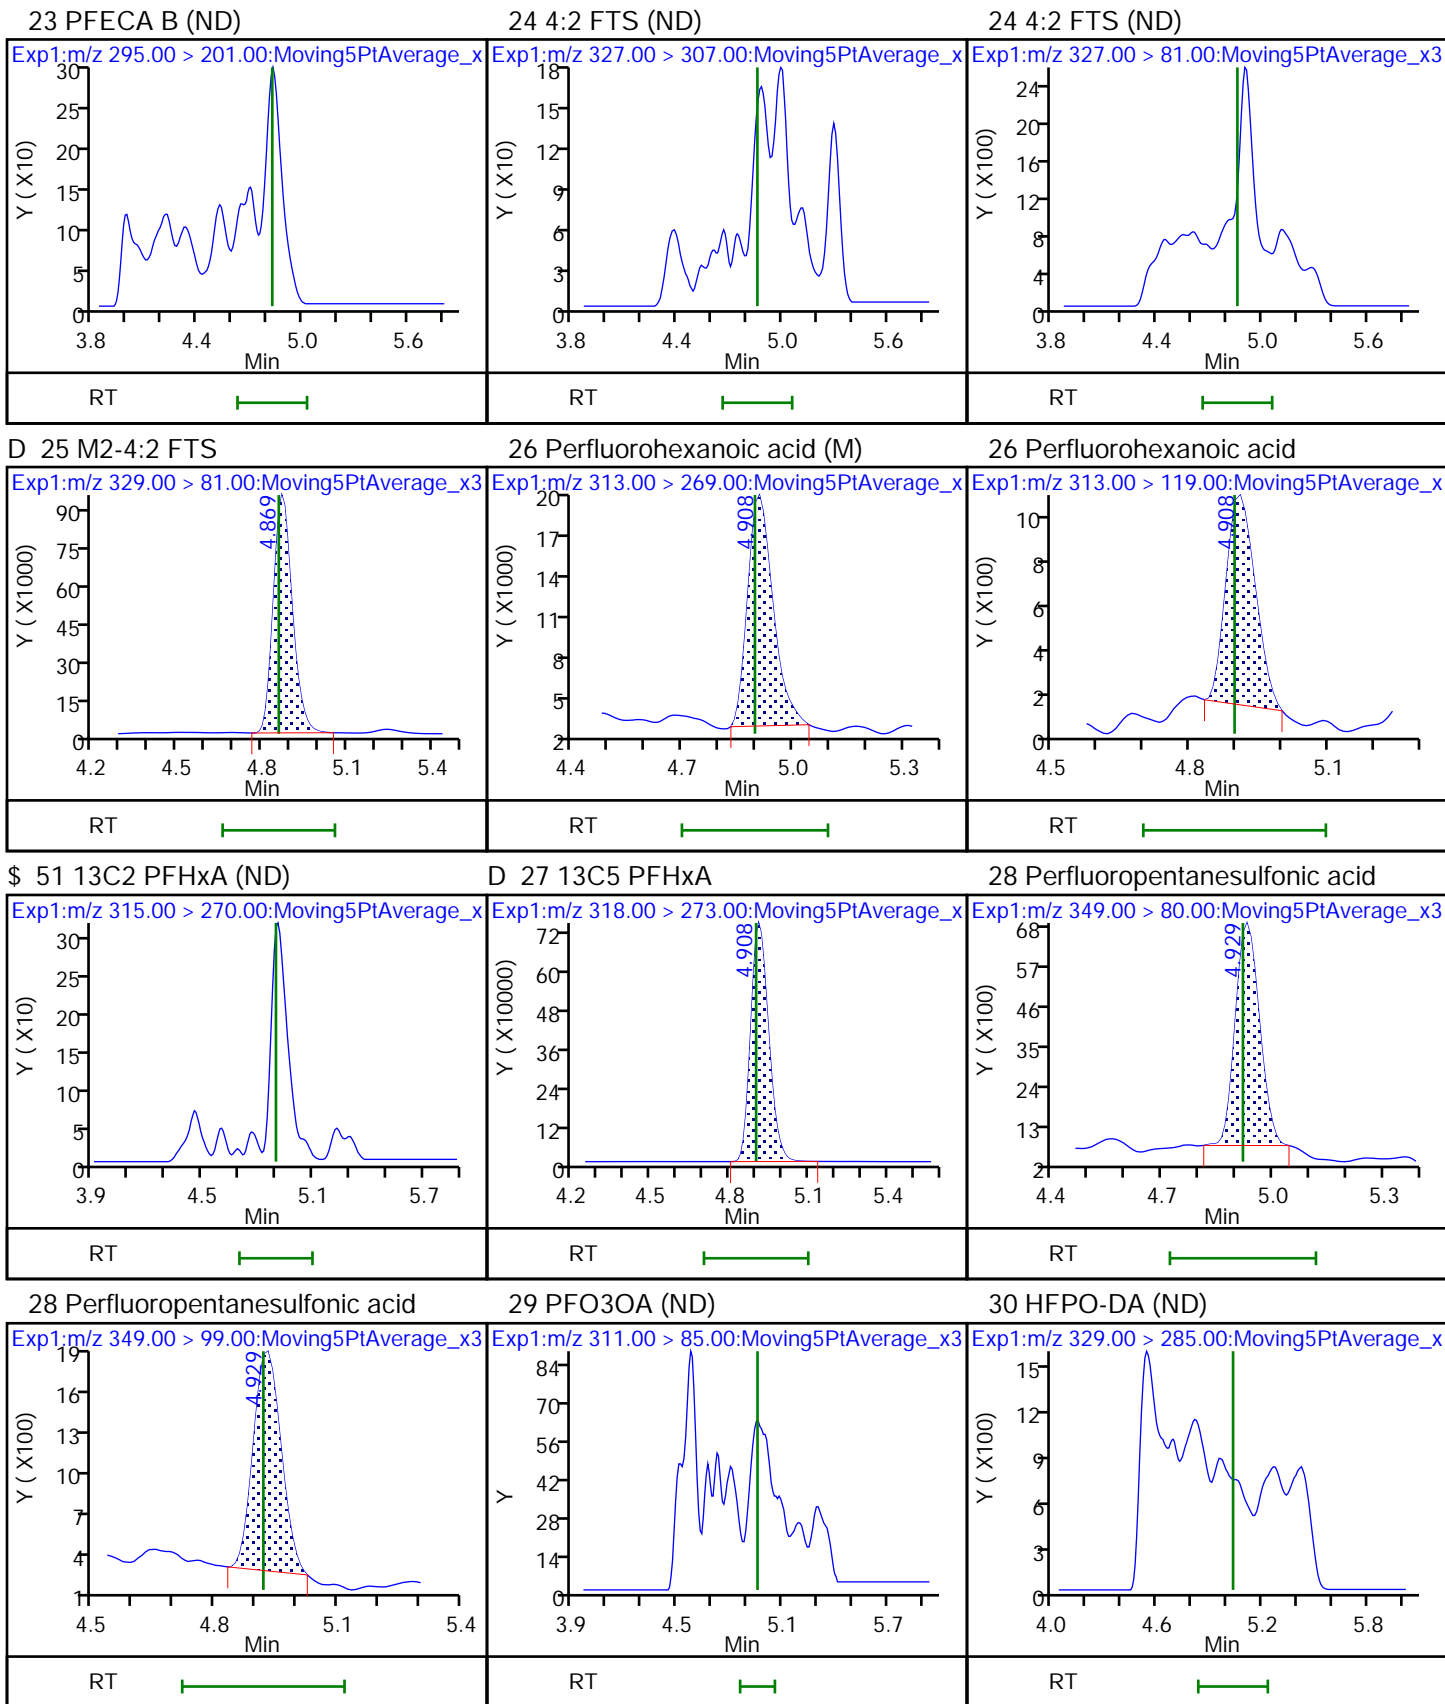 23 PFECA B (ND)
Exp1:m/z 295.00 > 201.00:Moving5PtAverage_x
Y ( X10)
30
25
20
15
10
5
0
3.8 4.4 5.0 5.6
Min
RT
24 4:2 FTS (ND)
Exp1:m/z 327.00 > 307.00:Moving5PtAverage_x
Y ( X10)
18
15
12
9
6
3
0
3.8 4.4 5.0 5.6
Min
RT
24 4:2 FTS (ND)
Exp1:m/z 327.00 > 81.00:Moving5PtAverage_x3
Y ( X100)
24
20
16
12
8
4
0
3.8 4.4 5.0 5.6
Min
RT
D 25 M2-4:2 FTS
Exp1:m/z 329.00 > 81.00:Moving5PtAverage_x3
4.869
Y ( X1000)
90
75
60
45
30
15
0
4.2 4.5 4.8 5.1 5.4
Min
RT
26 Perfluorohexanoic acid (M)
Exp1:m/z 313.00 > 269.00:Moving5PtAverage_x
4.908
Y ( X1000)
20
17
14
11
8
5
2
4.4 4.7 5.0 5.3
Min
RT
26 Perfluorohexanoic acid
Exp1:m/z 313.00 > 119.00:Moving5PtAverage_x
4.908
Y ( X100)
10
8
6
4
2
0
4.5 4.8 5.1
Min
RT
$ 51 13C2 PFHxA (ND)
Exp1:m/z 315.00 > 270.00:Moving5PtAverage_x
Y ( X10)
30
25
20
15
10
5
0
3.9 4.5 5.1 5.7
Min
RT
D 27 13C5 PFHxA
Exp1:m/z 318.00 > 273.00:Moving5PtAverage_x
4.908
Y ( X10000)
72
60
48
36
24
12
0
4.2 4.5 4.8 5.1 5.4
Min
RT
28 Perfluoropentanesulfonic acid
Exp1:m/z 349.00 > 80.00:Moving5PtAverage_x3
4.929
Y ( X100)
68
57
46
35
24
13
2
4.4 4.7 5.0 5.3
Min
RT
28 Perfluoropentanesulfonic acid
Exp1:m/z 349.00 > 99.00:Moving5PtAverage_x3
4.929
Y ( X100)
19
16
13
10
7
4
1
4.5 4.8 5.1 5.4
Min
RT
29 PFO3OA (ND)
Exp1:m/z 311.00 > 85.00:Moving5PtAverage_x3
Y
84
70
56
42
28
14
0
3.9 4.5 5.1 5.7
Min
RT
30 HFPO-DA (ND)
Exp1:m/z 329.00 > 285.00:Moving5PtAverage_x
Y ( X100)
15
12
9
6
3
0
4.0 4.6 5.2 5.8
Min
RT